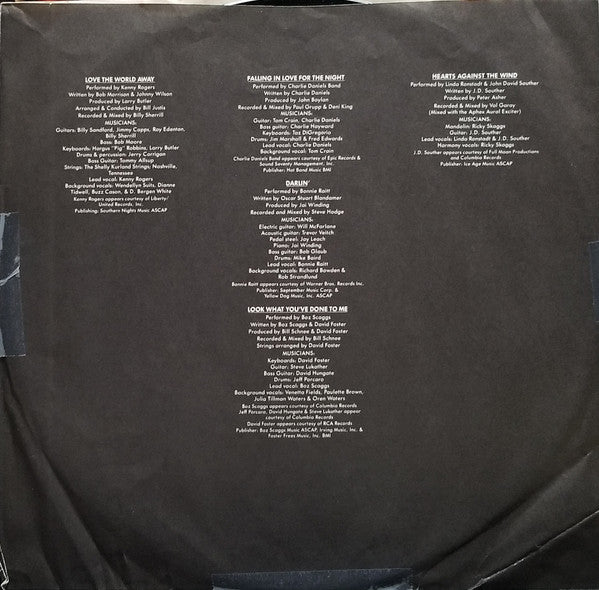 LOVE THE WORLD AWAY
Performed by Kenny Rogers
Written by Bob Morrison & Johnny Wilson
Produced by Larry Butler
Arranged & Conducted by Bill Justis
Recorded & Mixed by Billy Sherrill
MUSICIANS:
Guitars: Billy Sandford, Jimmy Capps, Ray Edenton,
Billy Sherrill
Bass: Bob Moore
Keyboards: Hargus "Pig" Robbins, Larry Butler
Drums & percussion: Jerry Carrigan
Bass Guitar: Tommy Allsup
Strings: The Shelly Kurland Strings; Nashville,
Tennessee
Lead vocal: Kenny Rogers
Background vocals: Wendellyn Suits, Dianne
Tidwell, Buzz Cason, & D. Bergen White
Kenny Rogers appears courtesy of Liberty/
United Records, Inc.
Publishing: Southern Nights Music ASCAP
FALLING IN LOVE FOR THE NIGHT
Performed by Charlie Daniels Band
Written by Charlie Daniels
Produced by John Boylan
Recorded & Mixed by Paul Grupp & Deni King
MUSICIANS:
Guitar: Tom Crain, Charlie Daniels
Bass guitar: Charlie Hayward
Keyboards: Taz DiGregorio
Drums: Jim Marshall & Fred Edwards
Lead vocal: Charlie Daniels
Background vocal: Tom Crain
Charlie Daniels Band appears courtesy of Epic Records &
Sound Seventy Management, Inc.
Publisher: Hat Band Music BMI
DARLIN'
Performed by Bonnie Raitt
Written by Oscar Stuart Blandamer
Produced by Jai Winding
Recorded and Mixed by Steve Hodge
MUSICIANS:
Electric guitar: Will McFarlane
Acoustic guitar: Trevor Veitch
Pedal steel: Jay Leach
Piano: Jai Winding
Bass guitar: Bob Glaub
Drums: Mike Baird
Lead vocal: Bonnie Raitt
Background vocals: Richard Bowden &
Rob Strandlund
Bonnie Raitt appears courtesy of Warner Bros. Records Inc.
Publisher: September Music Corp. &
Yellow Dog Music, Inc. ASCAP
LOOK WHAT YOU'VE DONE TO ME
Performed by Boz Scaggs
Written by Boz Scaggs & David Foster
Produced by Bill Schnee & David Foster
Recorded & Mixed by Bill Schnee
Strings arranged by David Foster
MUSICIANS:
Keyboards: David Foster
Guitar: Steve Lukather
Bass Guitar: David Hungate
Drums: Jeff Porcaro
Lead vocal: Boz Scaggs
Background vocals: Venetta Fields, Paulette Brown,
Julia Tillman Waters & Oren Waters
Boz Scaggs appears courtesy of Columbia Records
Jeff Porcaro, David Hungate & Steve Lukather appear
courtesy of Columbia Records
David Foster appears courtesy of RCA Records
Publisher: Boz Scaggs Music ASCAP, Irving Music, Inc. &
Foster Frees Music, Inc. BMI
HEARTS AGAINST THE WIND
Performed by Linda Ronstadt & John David Souther
Written by J.D. Souther
Produced by Peter Asher
Recorded & Mixed by Val Garay
(Mixed with the Aphex Aural Exciter)
MUSICIANS:
Mandolin: Ricky Skaggs
Guitar: J.D. Souther
Lead vocals: Linda Ronstadt & J.D. Souther
Harmony vocals: Ricky Skaggs
J.D. Souther appears courtesy of Full Moon Productions
and Columbia Records
Publisher: Ice Age Music ASCAP